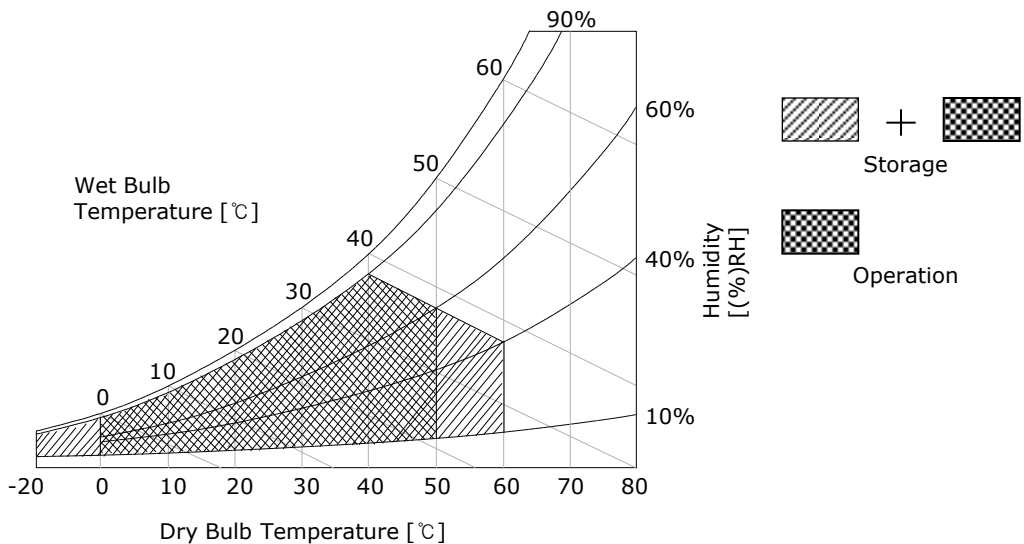 90%
60
60%
50
Wet Bulb
Temperature [℃]
40
40%
30
20
10
0
10%
Humidity
[(%)RH]
-20 0 10 20 30 40 50 60 70 80
Dry Bulb Temperature [℃]
+
Storage
Operation